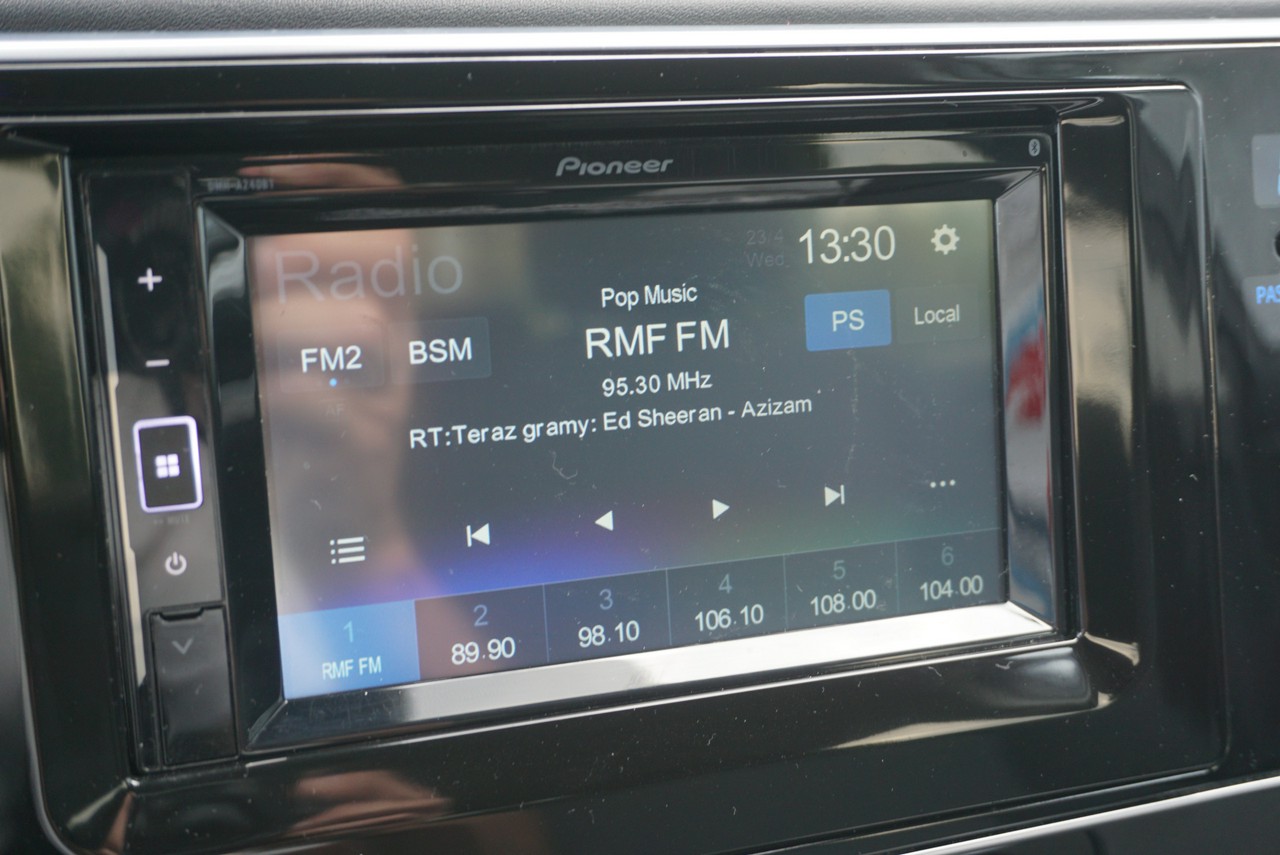 Pioneer
Radio
23/4
Wed
13:30
Pop Music
PS
Local
FM2
BSM
RMF FM
95.30 MHz
AF
RT:Teraz gramy: Ed Sheeran - Azizam
1
RMF FM
2
89.90
3
98.10
4
106.10
5
108.00
6
104.00
PAS